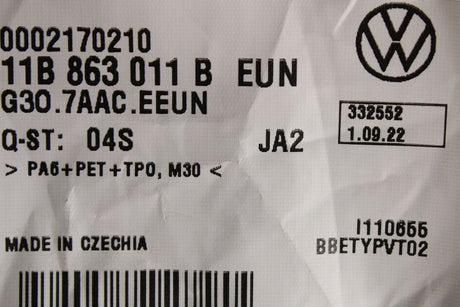 0002170210
11B 863 011 B EUN
G30.7AAC.EEUN
332552
1.09.22
Q-ST: 04S JA2
> PA6+PET+TPO, M30 <
I110655
MADE IN CZECHIA
BBETYPVT02